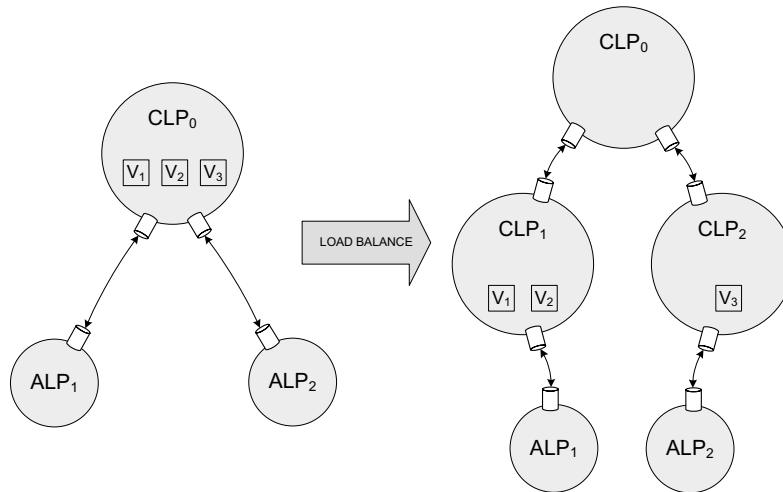 CLP₀
V₁ V₂ V₃
ALP₁
ALP₂
LOAD BALANCE
CLP₀
CLP₁
V₁ V₂
CLP₂
V₃
ALP₁
ALP₂